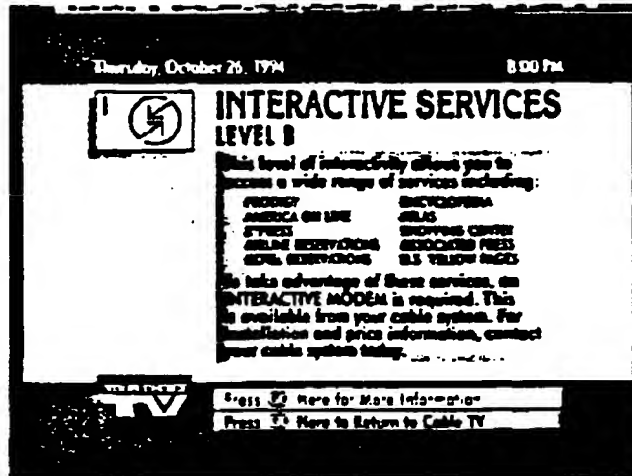 Thursday, October 26, 1994
8:00 PM
INTERACTIVE SERVICES
LEVEL B
This level of interactivity allows you to
access a wide range of services including:
PRODIGY ENCYCLOPEDIA
AMERICA ON LINE ATLAS
X*PRESS SHOPPING CENTER
AIRLINE RESERVATIONS ASSOCIATED PRESS
HOTEL RESERVATIONS U.S. YELLOW PAGES
To take advantage of these services, an
INTERACTIVE MODEM is required. This
is available from your cable system. For
installation and price information, contact
your cable system today.
TV
Press Here for More Information
Press Here to Return to Cable TV